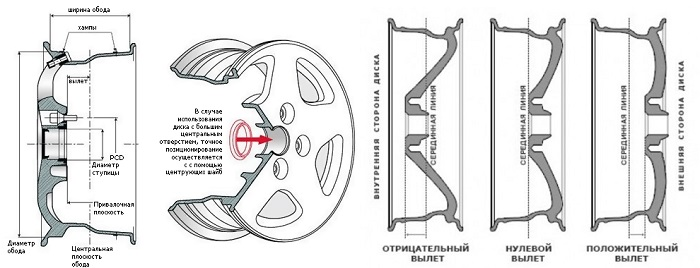 ширина обода
хампы
вылет
PCD
Диаметр
ступицы
Привалочная
плоскость
Диаметр
обода
Центральная
плоскость
обода
В случае
использования
диска с большим
центральным
отверстием, точное
позиционирование
осуществляется
с с помощью
центрующих шайб
ВНУТРЕННЯЯ СТОРОНА ДИСКА
СЕРЕДИННАЯ ЛИНИЯ
СЕРЕДИННАЯ ЛИНИЯ
СЕРЕДИННАЯ ЛИНИЯ
ВНЕШНЯЯ СТОРОНА ДИСКА
ОТРИЦАТЕЛЬНЫЙ
ВЫЛЕТ
НУЛЕВОЙ
ВЫЛЕТ
ПОЛОЖИТЕЛЬНЫЙ
ВЫЛЕТ